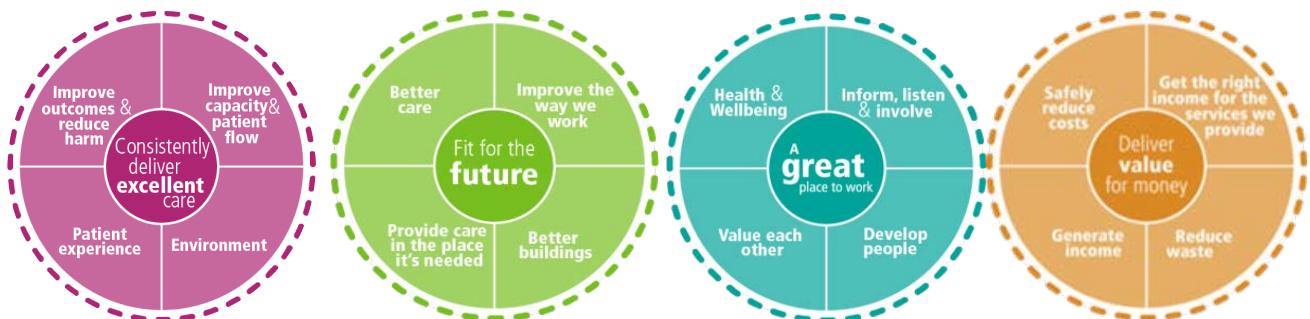 Improve
outcomes &
reduce
harm
Improve
capacity&
patient
flow
Consistently
deliver
excellent
care
Patient
experience
Environment
Better
care
Improve the
way we
work
Fit for the
future
Provide care
in the place
it's needed
Better
buildings
Health &
Wellbeing
Inform, listen
& involve
A
great
place to work
Value each
other
Develop
people
Safely
reduce
costs
Get the right
income for the
services we
provide
Deliver
value
for money
Generate
income
Reduce
waste